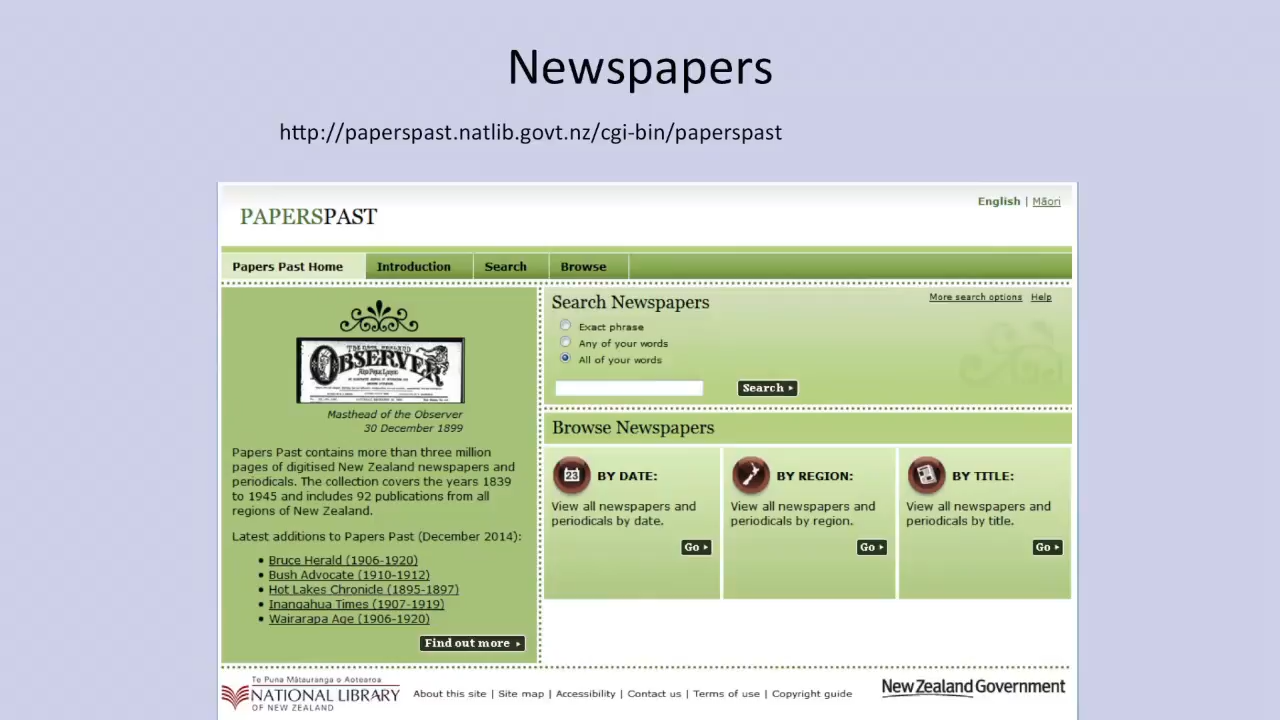 Newspapers
http://paperspast.natlib.govt.nz/cgi-bin/paperspast
PAPERSPAST
English | Māori
Papers Past Home
Introduction
Search
Browse
OBSERVER
Masthead of the Observer
30 December 1899
Papers Past contains more than three million
pages of digitised New Zealand newspapers and
periodicals. The collection covers the years 1839
to 1945 and includes 92 publications from all
regions of New Zealand.
Latest additions to Papers Past (December 2014):
Bruce Herald (1906-1920)
Bush Advocate (1910-1912)
Hot Lakes Chronicle (1895-1897)
Inangahua Times (1907-1919)
Wairarapa Age (1906-1920)
Find out more
Search Newspapers
More search options
Help
Exact phrase
Any of your words
All of your words
Search
Browse Newspapers
23
BY DATE:
View all newspapers and
periodicals by date.
Go
BY REGION:
View all newspapers and
periodicals by region.
Go
BY TITLE:
View all newspapers and
periodicals by title.
Go
Te Puna Mātauranga o Aotearoa
NATIONAL LIBRARY
OF NEW ZEALAND
About this site | Site map | Accessibility | Contact us | Terms of use | Copyright guide
New Zealand Government